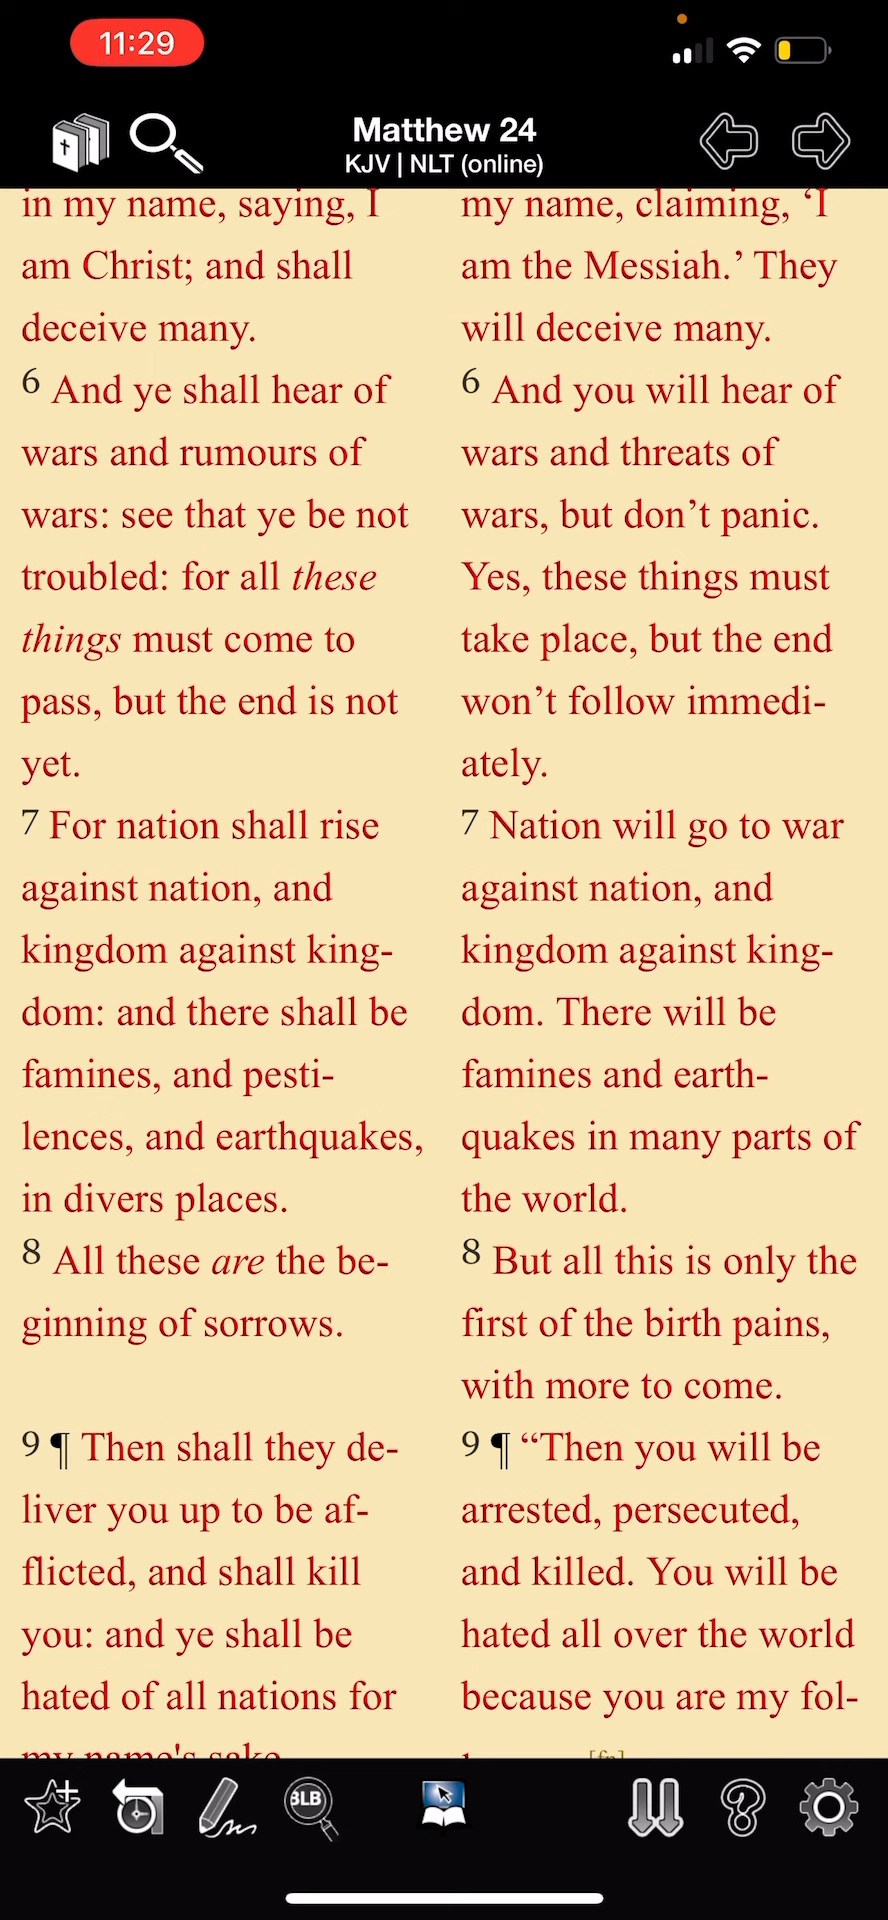 11:29
Matthew 24
KJV | NLT (online)
in my name, saying, I
am Christ; and shall
deceive many.
6 And ye shall hear of
wars and rumours of
wars: see that ye be not
troubled: for all these
things must come to
pass, but the end is not
yet.
7 For nation shall rise
against nation, and
kingdom against king-
dom: and there shall be
famines, and pesti-
lences, and earthquakes,
in divers places.
8 All these are the be-
ginning of sorrows.
9 ¶ Then shall they de-
liver you up to be af-
flicted, and shall kill
you: and ye shall be
hated of all nations for
my name's sake
my name, claiming, ‘I
am the Messiah.’ They
will deceive many.
6 And you will hear of
wars and threats of
wars, but don’t panic.
Yes, these things must
take place, but the end
won’t follow immedi-
ately.
7 Nation will go to war
against nation, and
kingdom against king-
dom. There will be
famines and earth-
quakes in many parts of
the world.
8 But all this is only the
first of the birth pains,
with more to come.
9 ¶ “Then you will be
arrested, persecuted,
and killed. You will be
hated all over the world
because you are my fol-
BLB